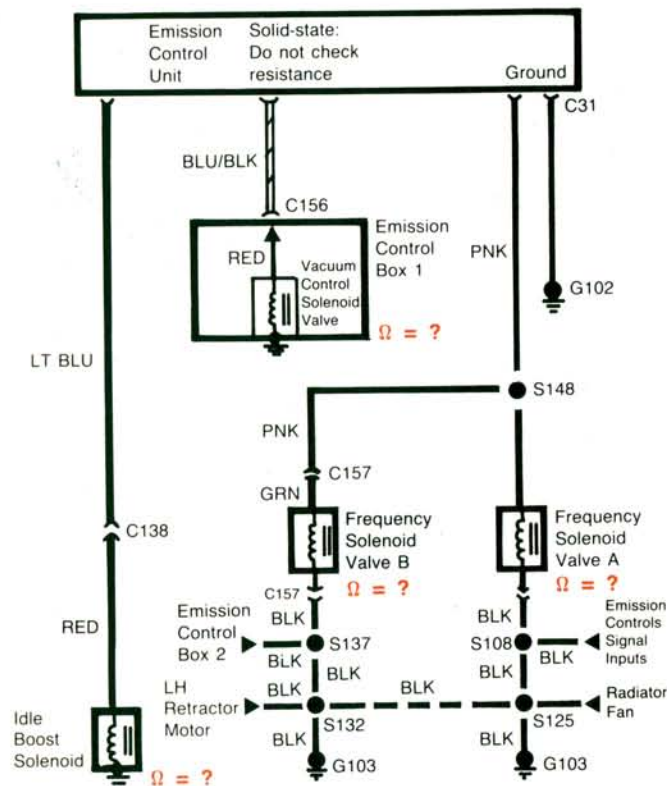 Emission Control Unit
Solid-state: Do not check resistance
Ground
C31
BLU/BLK
C156
Emission Control Box 1
RED
Vacuum Control Solenoid Valve
Ω = ?
PNK
G102
LT BLU
S148
PNK
C157
GRN
C138
Frequency Solenoid Valve B
Ω = ?
Frequency Solenoid Valve A
Ω = ?
C157
RED
BLK
BLK
Emission Control Box 2
S137
S108
Emission Controls Signal Inputs
BLK
BLK
BLK
BLK
LH Retractor Motor
BLK
BLK
S132
S125
Radiator Fan
BLK
BLK
Idle Boost Solenoid
G103
G103
Ω = ?